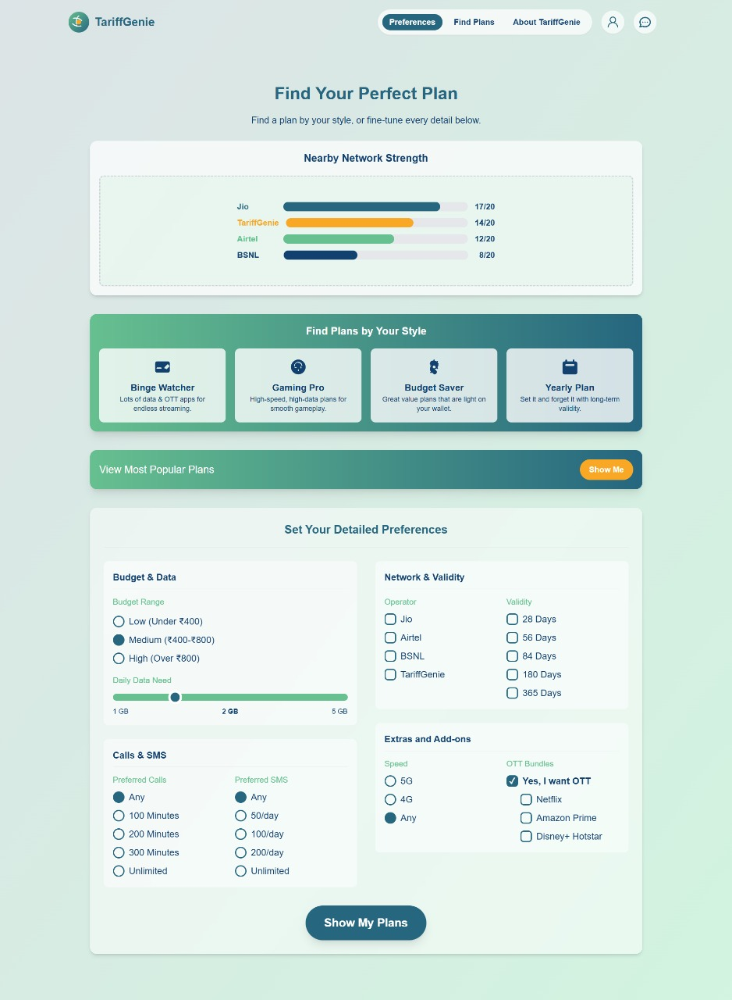 TariffGenie
Preferences Find Plans About TariffGenie
Find Your Perfect Plan
Find a plan by your style, or fine-tune every detail below.
Nearby Network Strength
Jio 17/20
TariffGenie 14/20
Airtel 12/20
BSNL 8/20
Find Plans by Your Style
Binge Watcher
Lots of data & OTT apps for
endless streaming.
Gaming Pro
High-speed, high-data plans for
smooth gameplay.
Budget Saver
Great value plans that are light on
your wallet.
Yearly Plan
Set it and forget it with long-term
validity.
View Most Popular Plans
Show Me
Set Your Detailed Preferences
Budget & Data
Budget Range
Low (Under ₹400)
Medium (₹400-₹800)
High (Over ₹800)
Daily Data Need
1 GB 2 GB 5 GB
Calls & SMS
Preferred Calls
Any
100 Minutes
200 Minutes
300 Minutes
Unlimited
Preferred SMS
Any
50/day
100/day
200/day
Unlimited
Network & Validity
Operator
Jio
Airtel
BSNL
TariffGenie
Validity
28 Days
56 Days
84 Days
180 Days
365 Days
Extras and Add-ons
Speed
5G
4G
Any
OTT Bundles
Yes, I want OTT
Netflix
Amazon Prime
Disney+ Hotstar
Show My Plans